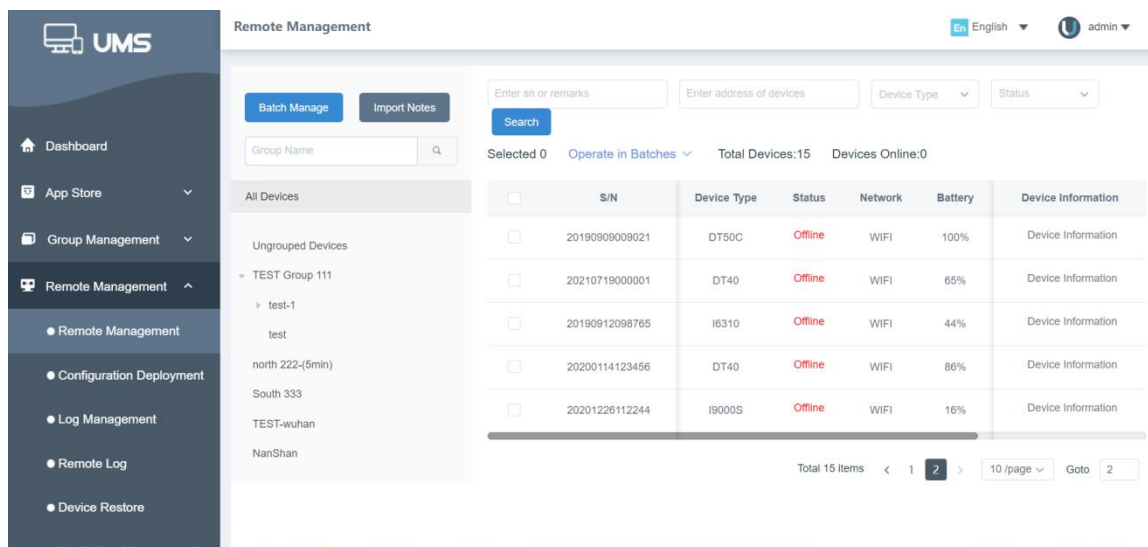 UMS
Dashboard
App Store
Group Management
Remote Management
Remote Management
Configuration Deployment
Log Management
Remote Log
Device Restore
Remote Management
En English
admin
Batch Manage Import Notes
Group Name
All Devices
Ungrouped Devices
TEST Group 111
test-1
test
north 222-(5min)
South 333
TEST-wuhan
NanShan
Enter sn or remarks Enter address of devices Device Type Status
Search
Selected 0 Operate in Batches Total Devices:15 Devices Online:0
S/N Device Type Status Network Battery Device Information
20190909009021 DT50C Offline WIFI 100% Device Information
20210719000001 DT40 Offline WIFI 65% Device Information
20190912098765 I6310 Offline WIFI 44% Device Information
20200114123456 DT40 Offline WIFI 86% Device Information
20201226112244 I9000S Offline WIFI 16% Device Information
Total 15 items < 1 2 > 10 /page Goto 2